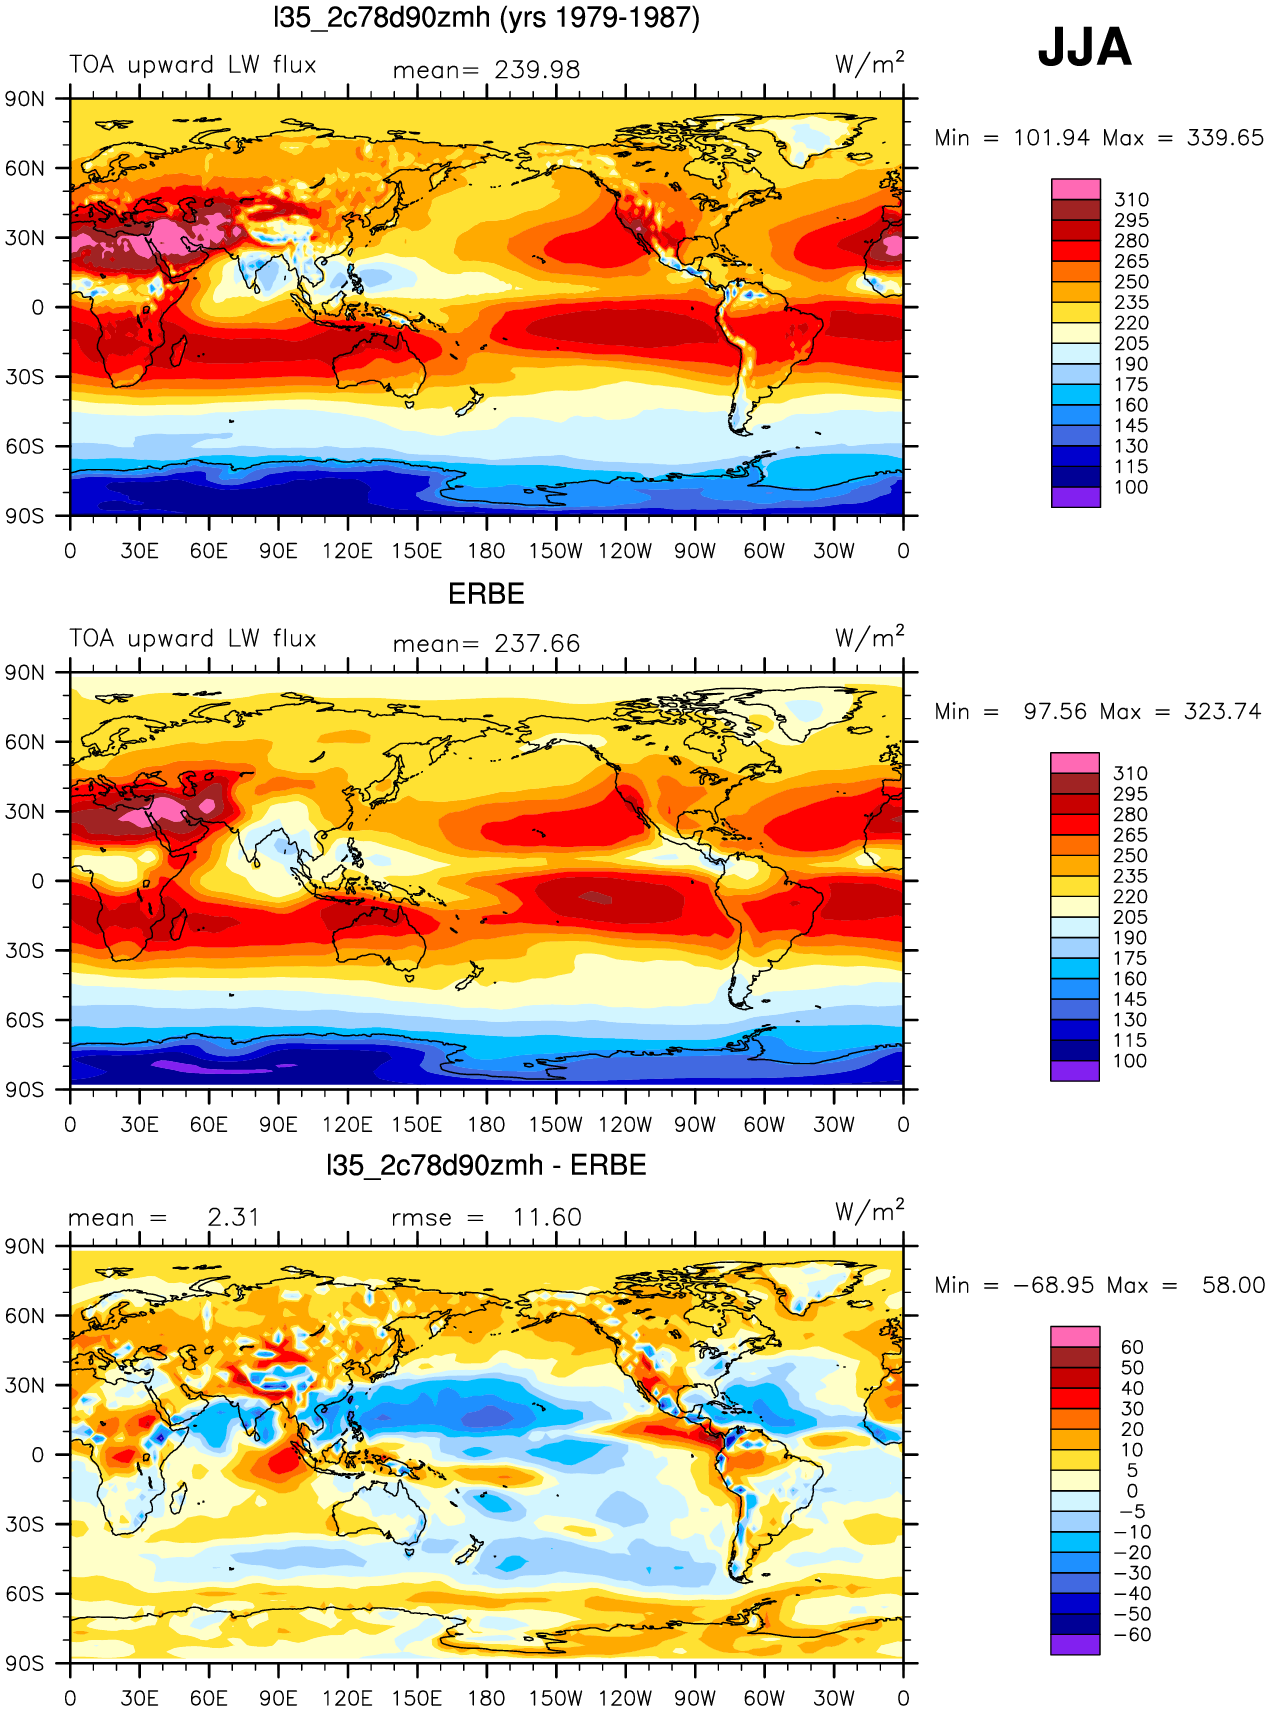 l35_2c78d90zmh (yrs 1979-1987)
JJA
TOA upward LW flux mean= 239.98 W/m²
Min = 101.94 Max = 339.65
90N
60N
30N
0
30S
60S
90S
0 30E 60E 90E 120E 150E 180 150W 120W 90W 60W 30W 0
310
295
280
265
250
235
220
205
190
175
160
145
130
115
100
ERBE
TOA upward LW flux mean= 237.66 W/m²
Min = 97.56 Max = 323.74
90N
60N
30N
0
30S
60S
90S
0 30E 60E 90E 120E 150E 180 150W 120W 90W 60W 30W 0
310
295
280
265
250
235
220
205
190
175
160
145
130
115
100
l35_2c78d90zmh - ERBE
mean = 2.31 rmse = 11.60 W/m²
Min = −68.95 Max = 58.00
90N
60N
30N
0
30S
60S
90S
0 30E 60E 90E 120E 150E 180 150W 120W 90W 60W 30W 0
60
50
40
30
20
10
5
0
−5
−10
−20
−30
−40
−50
−60